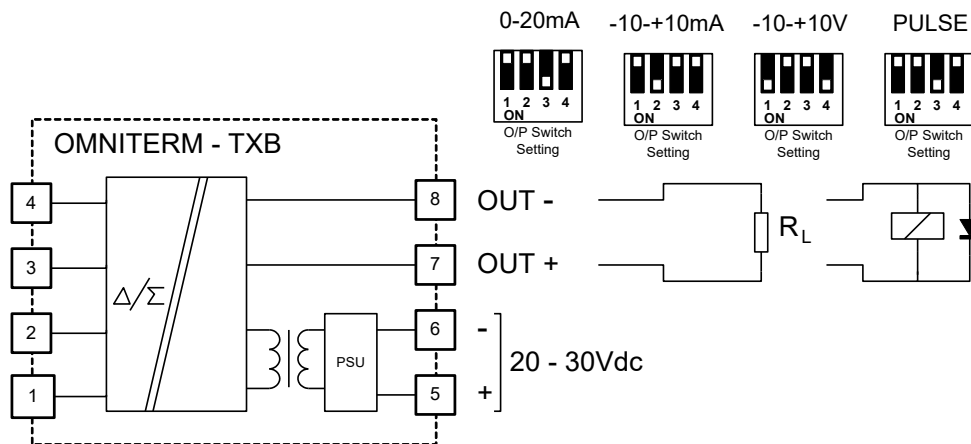 0-20mA -10-+10mA -10-+10V PULSE
1 2 3 4 1 2 3 4 1 2 3 4 1 2 3 4
ON ON ON ON
O/P Switch O/P Switch O/P Switch O/P Switch
Setting Setting Setting Setting
OMNITERM - TXB
4 8 OUT -
3 7 OUT +
RL
Δ/Σ
2 6 -
PSU
20 - 30Vdc
1 5 +